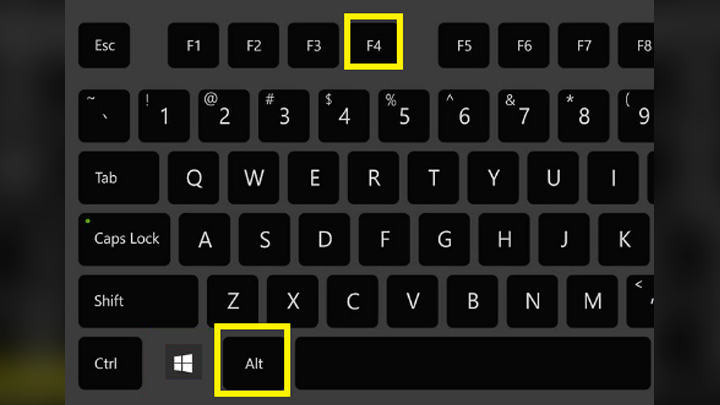 Esc F1 F2 F3 F4 F5 F6 F7 F8
~ ` ! 1 @ 2 # 3 $ 4 % 5 ^ 6 & 7 * 8 ( 9
Tab Q W E R T Y U I
Caps Lock A S D F G H J K
Shift Z X C V B N M <
Ctrl Alt